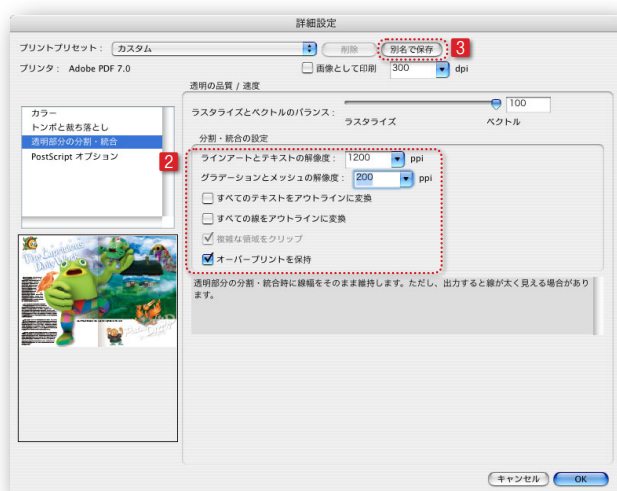 詳細設定
プリントプリセット： カスタム 削除 別名で保存 3
プリンタ： Adobe PDF 7.0 画像として印刷 300 dpi
透明の品質 / 速度
カラー
トンボと裁ち落とし
透明部分の分割・統合
PostScript オプション
ラスタライズとベクトルのバランス： 100
ラスタライズ ベクトル
分割・統合の設定
2
ラインアートとテキストの解像度： 1200 ppi
グラデーションとメッシュの解像度： 200 ppi
すべてのテキストをアウトラインに変換
すべての線をアウトラインに変換
複雑な領域をクリップ
オーバープリントを保持
透明部分の分割・統合時に線幅をそのまま維持します。ただし、出力すると線が太く見える場合があり
ます。
The Capricious
キャンセル OK